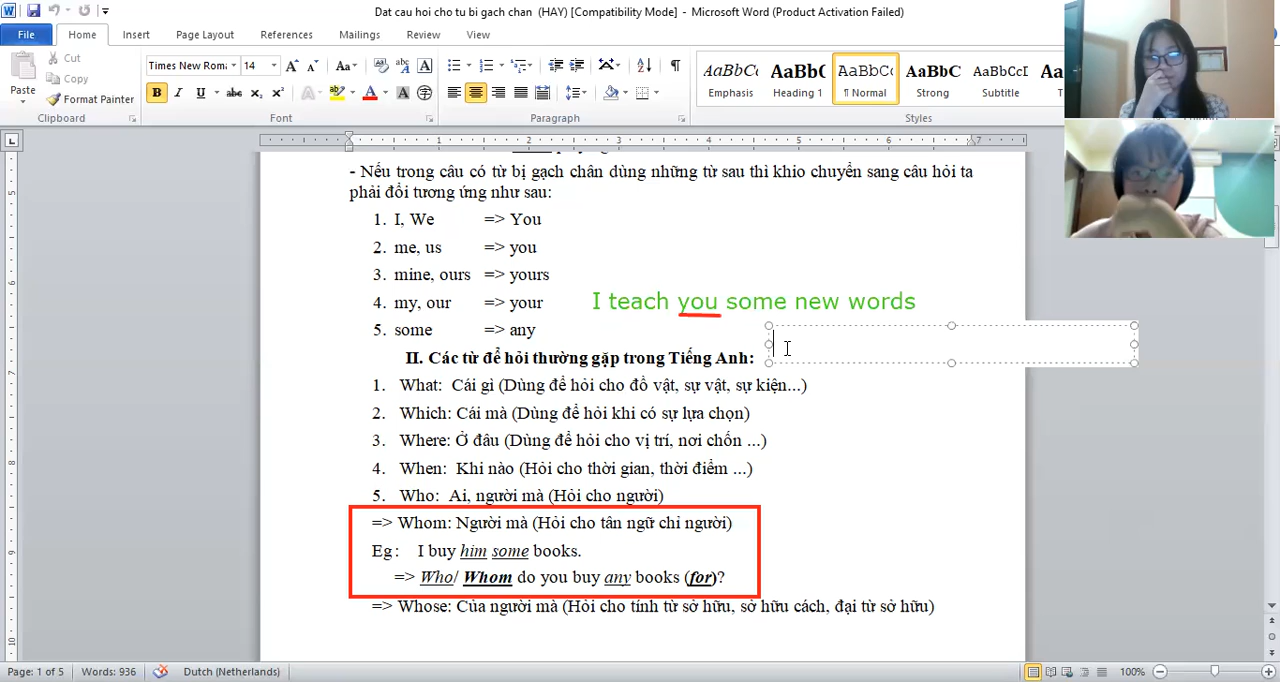 Dat cau hoi cho tu bi gach chan (HAY) [Compatibility Mode] - Microsoft Word (Product Activation Failed)
File Home Insert Page Layout References Mailings Review View
Paste Cut Copy Format Painter Clipboard
Times New Rom 14 Font
Paragraph
AaBbCc Emphasis AaBbC Heading 1 AaBbCc ¶ Normal AaBbC Strong AaBbCcD Subtitle Styles
- Nếu trong câu có từ bị gạch chân dùng những từ sau thì khio chuyển sang câu hỏi ta
phải đổi tương ứng như sau:
1. I, We => You
2. me, us => you
3. mine, ours => yours
4. my, our => your
I teach you some new words
5. some => any
II. Các từ để hỏi thường gặp trong Tiếng Anh:
1. What: Cái gì (Dùng để hỏi cho đồ vật, sự vật, sự kiện...)
2. Which: Cái mà (Dùng để hỏi khi có sự lựa chọn)
3. Where: Ở đâu (Dùng để hỏi cho vị trí, nơi chốn ...)
4. When: Khi nào (Hỏi cho thời gian, thời điểm ...)
5. Who: Ai, người mà (Hỏi cho người)
=> Whom: Người mà (Hỏi cho tân ngữ chỉ người)
Eg: I buy him some books.
=> Who/ Whom do you buy any books (for)?
=> Whose: Của người mà (Hỏi cho tính từ sở hữu, sở hữu cách, đại từ sở hữu)
Page: 1 of 5 Words: 936 Dutch (Netherlands) 100%